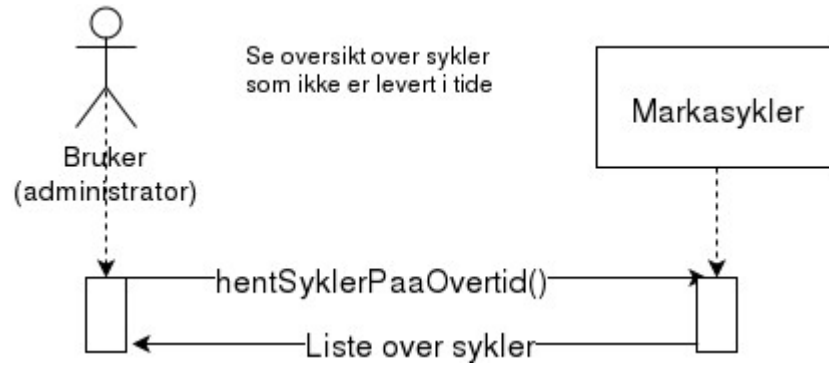 Se oversikt over sykler
som ikke er levert i tide
Markasykler
Bruker
(administrator)
hentSyklerPaaOvertid()
Liste over sykler